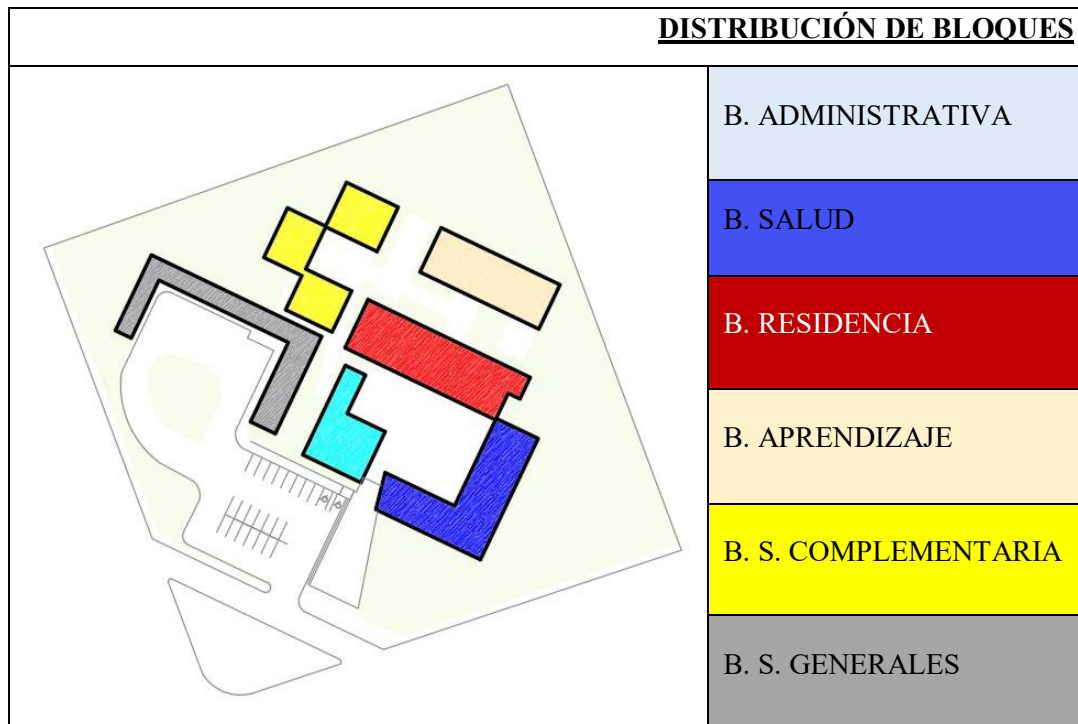 DISTRIBUCIÓN DE BLOQUES
B. ADMINISTRATIVA
B. SALUD
B. RESIDENCIA
B. APRENDIZAJE
B. S. COMPLEMENTARIA
B. S. GENERALES